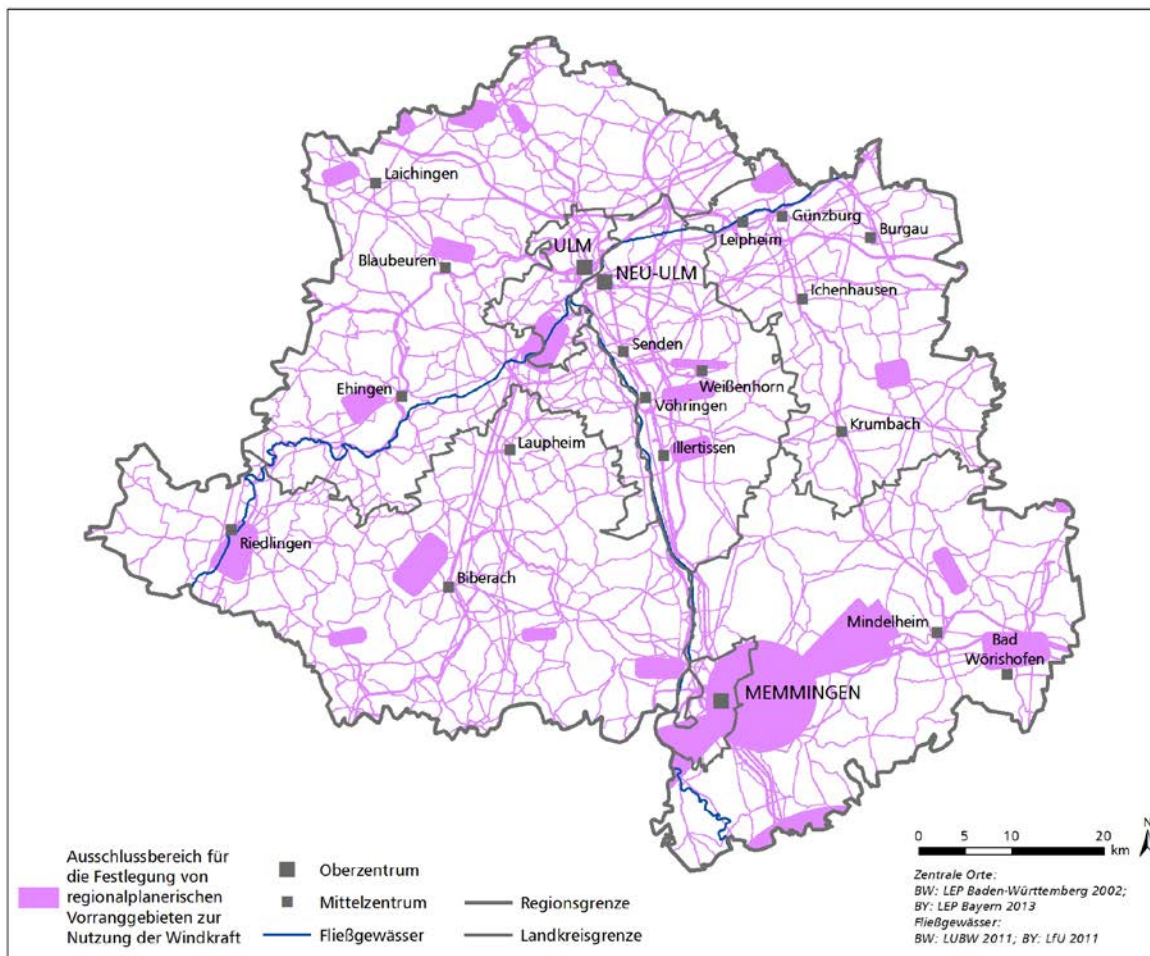 Laichingen
Günzburg
Leipheim
Burgau
ULM
Blaubeuren
NEU-ULM
Ichenhausen
Senden
Weißenhorn
Ehingen
Vöhringen
Krumbach
Laupheim
Illertissen
Riedlingen
Biberach
Mindelheim
Bad
Wörishofen
MEMMINGEN
Ausschlussbereich für
die Festlegung von
regionalplanerischen
Vorranggebieten zur
Nutzung der Windkraft
Oberzentrum
Mittelzentrum
Fließgewässer
Regionsgrenze
Landkreisgrenze
0 5 10 20
km
N
Zentrale Orte:
BW: LEP Baden-Württemberg 2002;
BY: LEP Bayern 2013
Fließgewässer:
BW: LUBW 2011; BY: LfU 2011